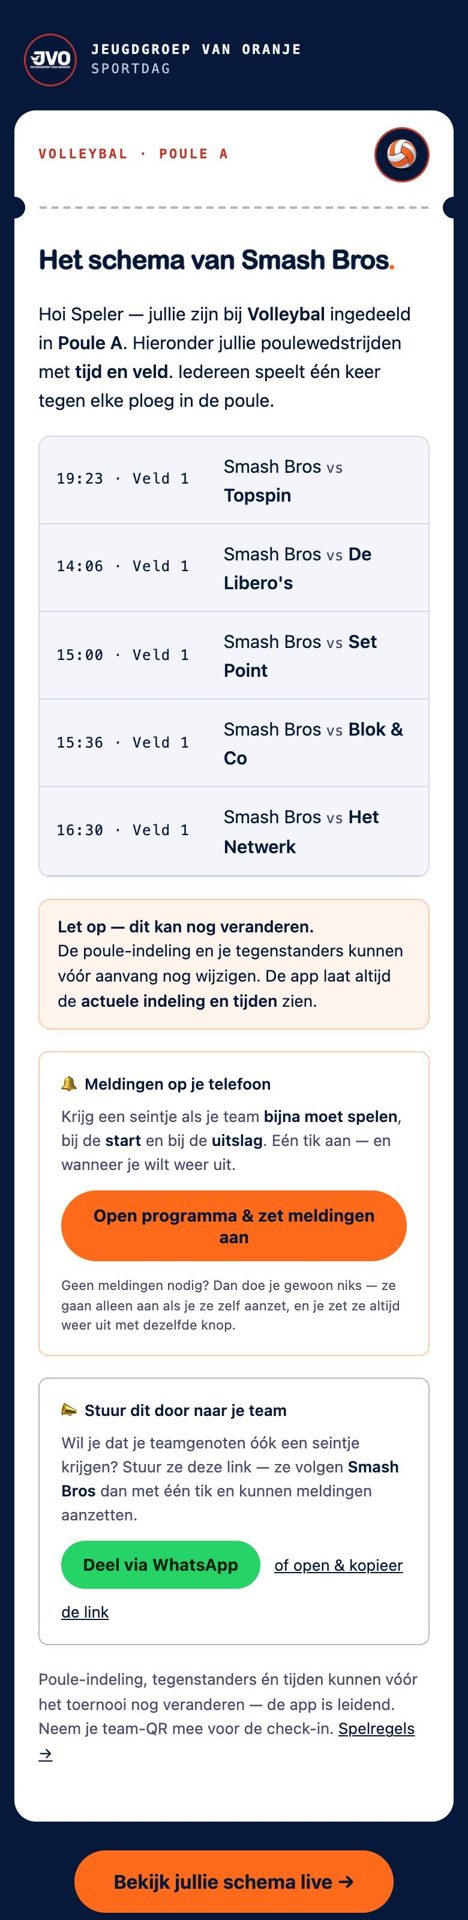 JVO
JEUGDGROEP VAN ORANJE
SPORTDAG
VOLLEYBAL · POULE A
Het schema van Smash Bros.
Hoi Speler — jullie zijn bij Volleybal ingedeeld
in Poule A. Hieronder jullie poulewedstrijden
met tijd en veld. Iedereen speelt één keer
tegen elke ploeg in de poule.
19:23 · Veld 1 Smash Bros vs
Topspin
14:06 · Veld 1 Smash Bros vs De
Libero's
15:00 · Veld 1 Smash Bros vs Set
Point
15:36 · Veld 1 Smash Bros vs Blok &
Co
16:30 · Veld 1 Smash Bros vs Het
Netwerk
Let op — dit kan nog veranderen.
De poule-indeling en je tegenstanders kunnen
vóór aanvang nog wijzigen. De app laat altijd
de actuele indeling en tijden zien.
Meldingen op je telefoon
Krijg een seintje als je team bijna moet spelen,
bij de start en bij de uitslag. Eén tik aan — en
wanneer je wilt weer uit.
Open programma & zet meldingen
aan
Geen meldingen nodig? Dan doe je gewoon niks — ze
gaan alleen aan als je ze zelf aanzet, en je zet ze altijd
weer uit met dezelfde knop.
Stuur dit door naar je team
Wil je dat je teamgenoten óók een seintje
krijgen? Stuur ze deze link — ze volgen Smash
Bros dan met één tik en kunnen meldingen
aanzetten.
Deel via WhatsApp of open & kopieer
de link
Poule-indeling, tegenstanders én tijden kunnen vóór
het toernooi nog veranderen — de app is leidend.
Neem je team-QR mee voor de check-in. Spelregels
→
Bekijk jullie schema live →